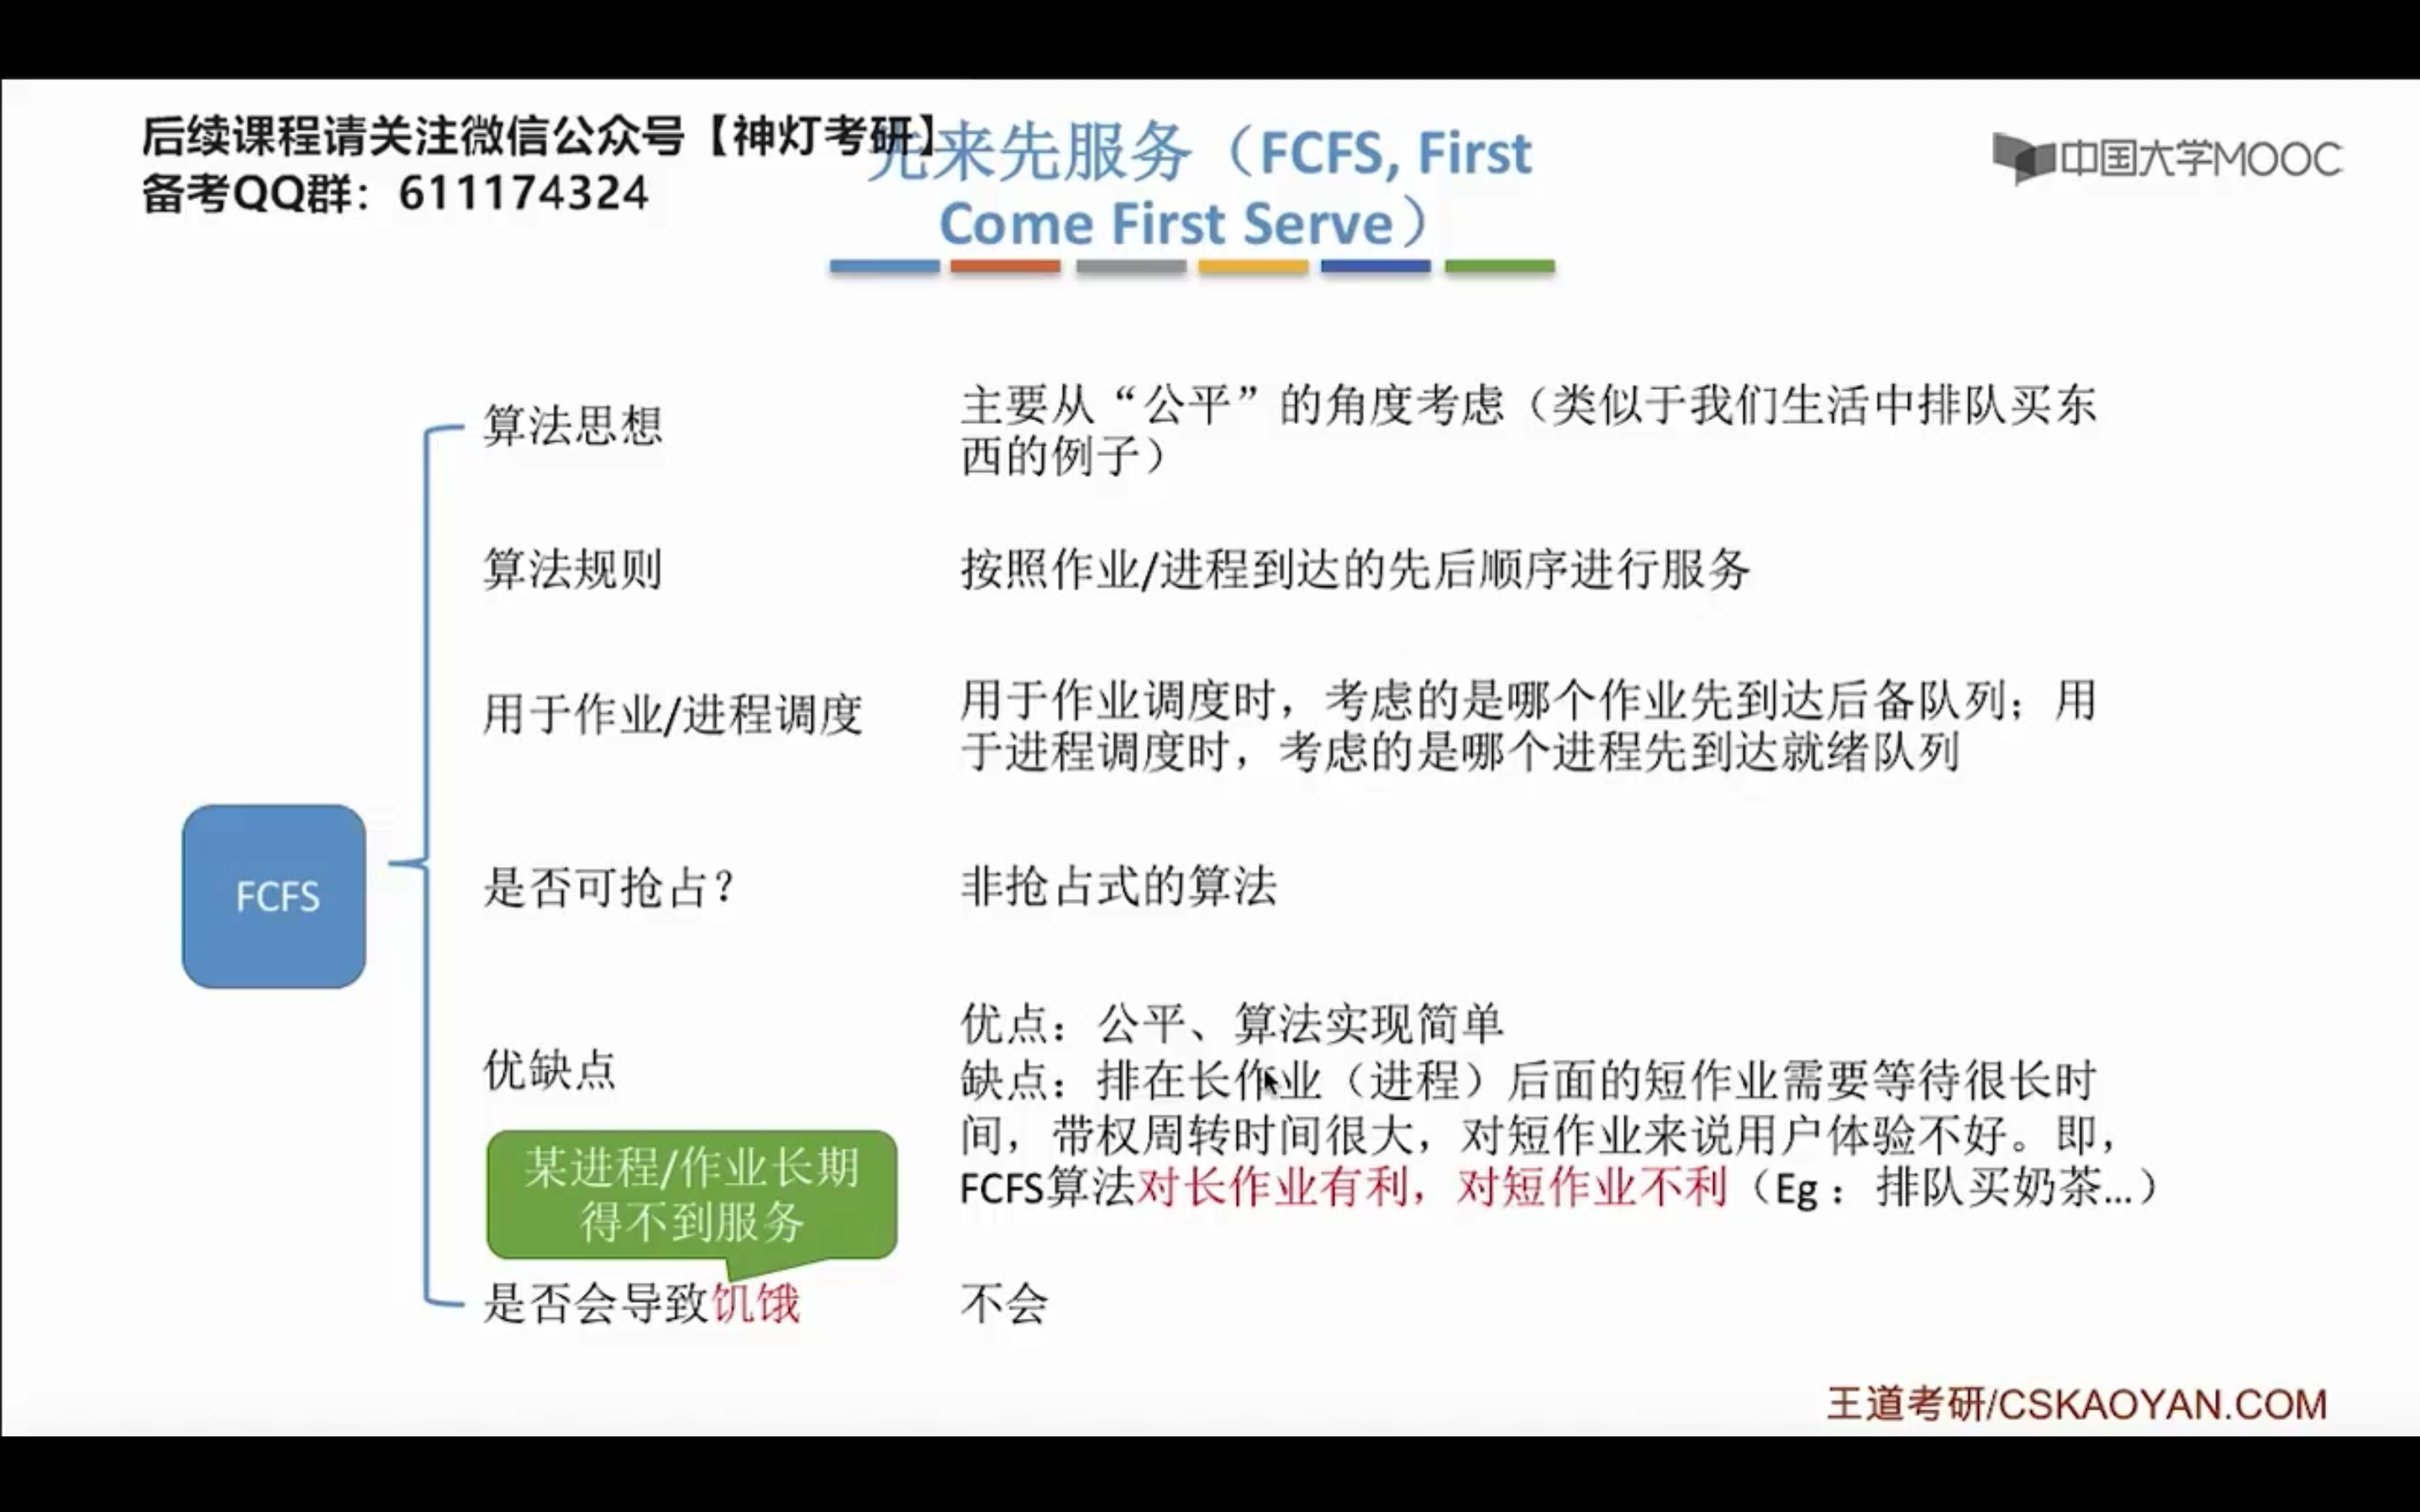 后续课程请关注微信公众号【神灯考研】
备考QQ群：611174324
先来先服务（FCFS, First
Come First Serve）
中国大学MOOC
FCFS
算法思想
主要从“公平”的角度考虑（类似于我们生活中排队买东
西的例子）
算法规则
按照作业/进程到达的先后顺序进行服务
用于作业/进程调度
用于作业调度时，考虑的是哪个作业先到达后备队列；用
于进程调度时，考虑的是哪个进程先到达就绪队列
是否可抢占？
非抢占式的算法
优缺点
优点：公平、算法实现简单
缺点：排在长作业（进程）后面的短作业需要等待很长时
间，带权周转时间很大，对短作业来说用户体验不好。即，
FCFS算法对长作业有利，对短作业不利（Eg：排队买奶茶...）
某进程/作业长期
得不到服务
是否会导致饥饿
不会
王道考研/CSKAOYAN.COM